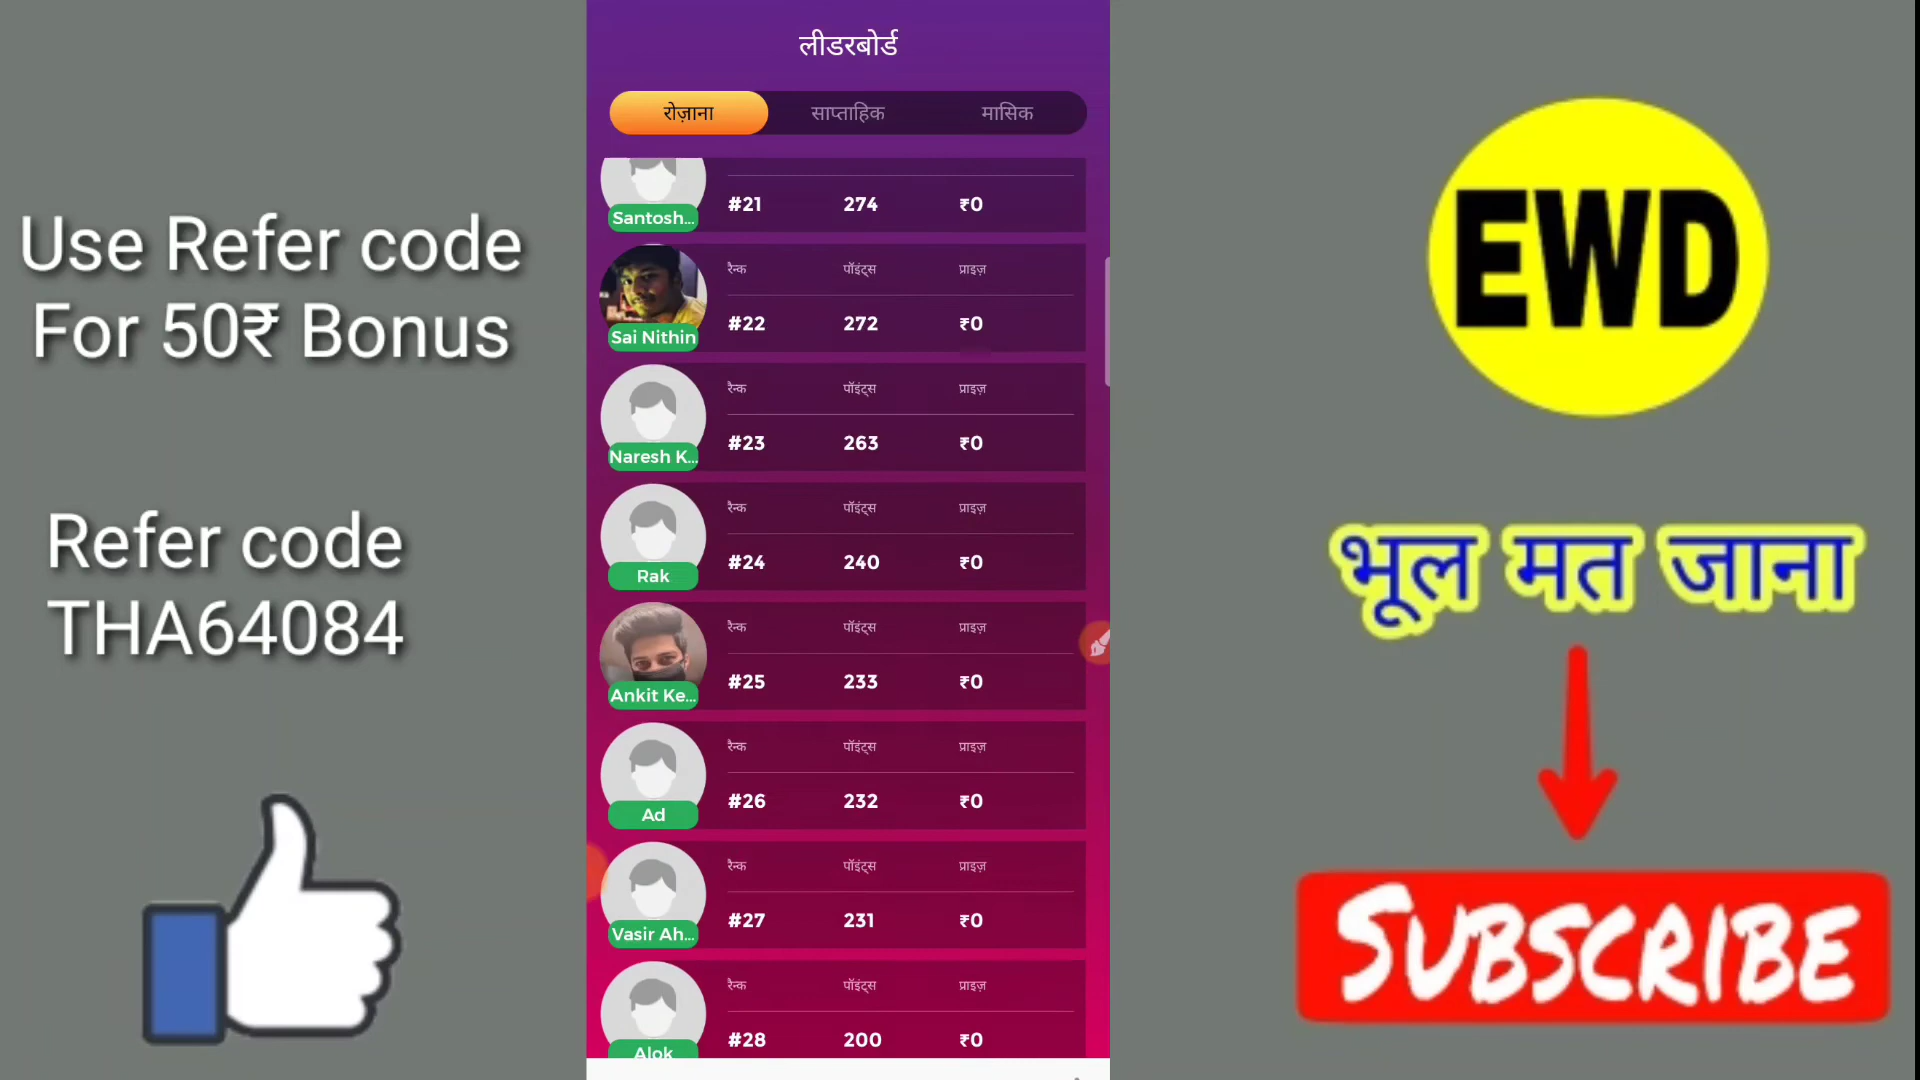 Use Refer code
For 50₹ Bonus
Refer code
THA64084
लीडरबोर्ड
रोज़ाना साप्ताहिक मासिक
#21 274 ₹0
Santosh...
रैन्क पॉइंट्स प्राइज़
#22 272 ₹0
Sai Nithin
रैन्क पॉइंट्स प्राइज़
#23 263 ₹0
Naresh K...
रैन्क पॉइंट्स प्राइज़
#24 240 ₹0
Rak
रैन्क पॉइंट्स प्राइज़
#25 233 ₹0
Ankit Ke...
रैन्क पॉइंट्स प्राइज़
#26 232 ₹0
Ad
रैन्क पॉइंट्स प्राइज़
#27 231 ₹0
Vasir Ah...
रैन्क पॉइंट्स प्राइज़
#28 200 ₹0
Alok
EWD
भूल मत जाना
SUBSCRIBE